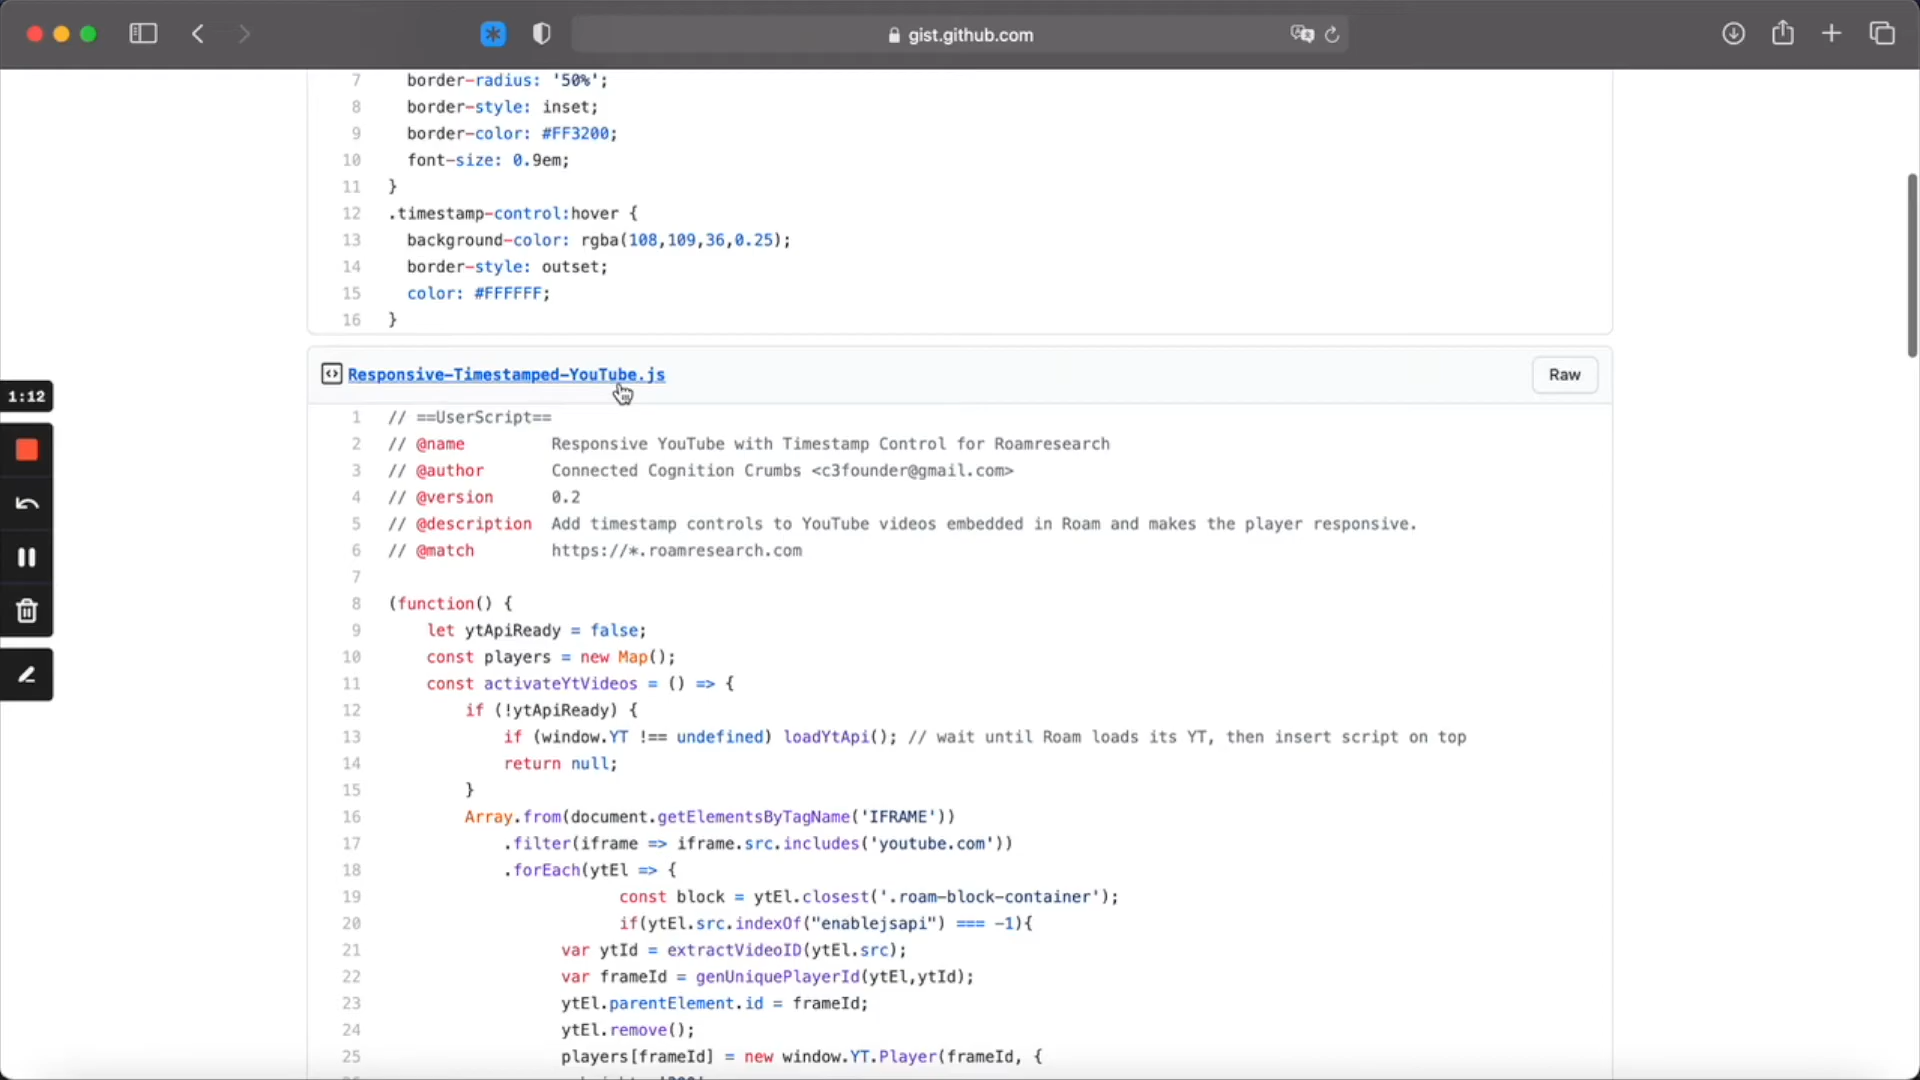 gist.github.com
7 border-radius: '50%';
8 border-style: inset;
9 border-color: #FF3200;
10 font-size: 0.9em;
11 }
12 .timestamp-control:hover {
13 background-color: rgba(108,109,36,0.25);
14 border-style: outset;
15 color: #FFFFFF;
16 }
Responsive-Timestamped-YouTube.js
Raw
1:12
1 // ==UserScript==
2 // @name Responsive YouTube with Timestamp Control for Roamresearch
3 // @author Connected Cognition Crumbs <c3founder@gmail.com>
4 // @version 0.2
5 // @description Add timestamp controls to YouTube videos embedded in Roam and makes the player responsive.
6 // @match https://*.roamresearch.com
7
8 (function() {
9 let ytApiReady = false;
10 const players = new Map();
11 const activateYtVideos = () => {
12 if (!ytApiReady) {
13 if (window.YT !== undefined) loadYtApi(); // wait until Roam loads its YT, then insert script on top
14 return null;
15 }
16 Array.from(document.getElementsByTagName('IFRAME'))
17 .filter(iframe => iframe.src.includes('youtube.com'))
18 .forEach(ytEl => {
19 const block = ytEl.closest('.roam-block-container');
20 if(ytEl.src.indexOf("enablejsapi") === -1){
21 var ytId = extractVideoID(ytEl.src);
22 var frameId = genUniquePlayerId(ytEl,ytId);
23 ytEl.parentElement.id = frameId;
24 ytEl.remove();
25 players[frameId] = new window.YT.Player(frameId, {